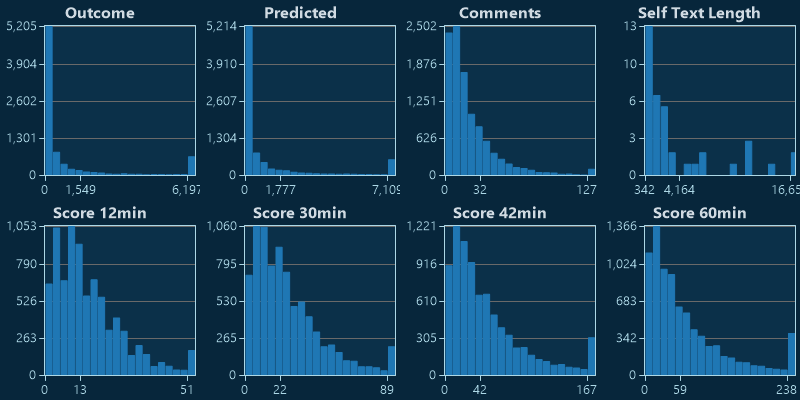 Outcome
5,205
3,904
2,602
1,301
0
0 1,549 6,197
Predicted
5,214
3,910
2,607
1,304
0
0 1,777 7,109
Comments
2,502
1,876
1,251
626
0
0 32 127
Self Text Length
13
10
6
3
0
342 4,164 16,65
Score 12min
1,053
790
526
263
0
0 13 51
Score 30min
1,060
795
530
265
0
0 22 89
Score 42min
1,221
916
610
305
0
0 42 167
Score 60min
1,366
1,024
683
342
0
0 59 238